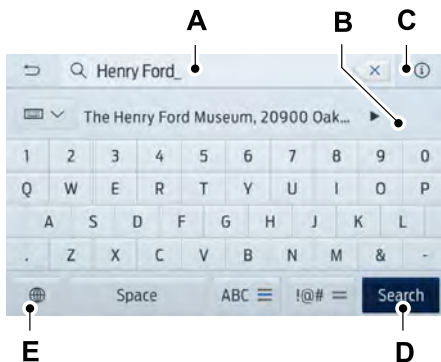 A
B
C
Henry Ford_
×
The Henry Ford Museum, 20900 Oak...
1 2 3 4 5 6 7 8 9 0
Q W E R T Y U I O P
A S D F G H J K L
. Z X C V B N M & -
Space ABC !@# Search
E
D